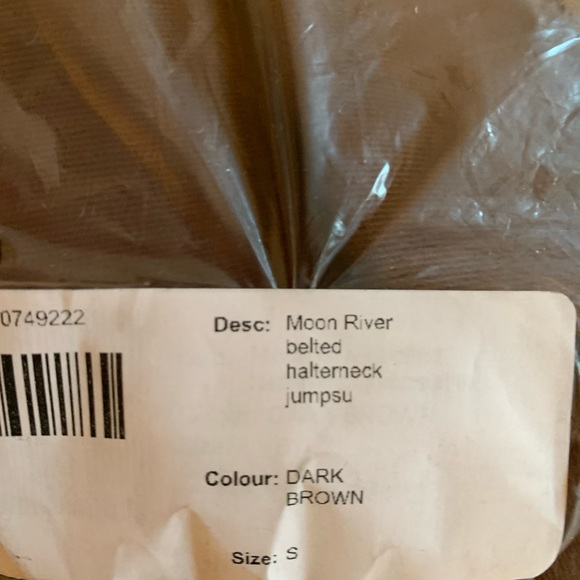 0749222
Desc: Moon River
belted
halterneck
jumpsu
Colour: DARK
BROWN
Size: S